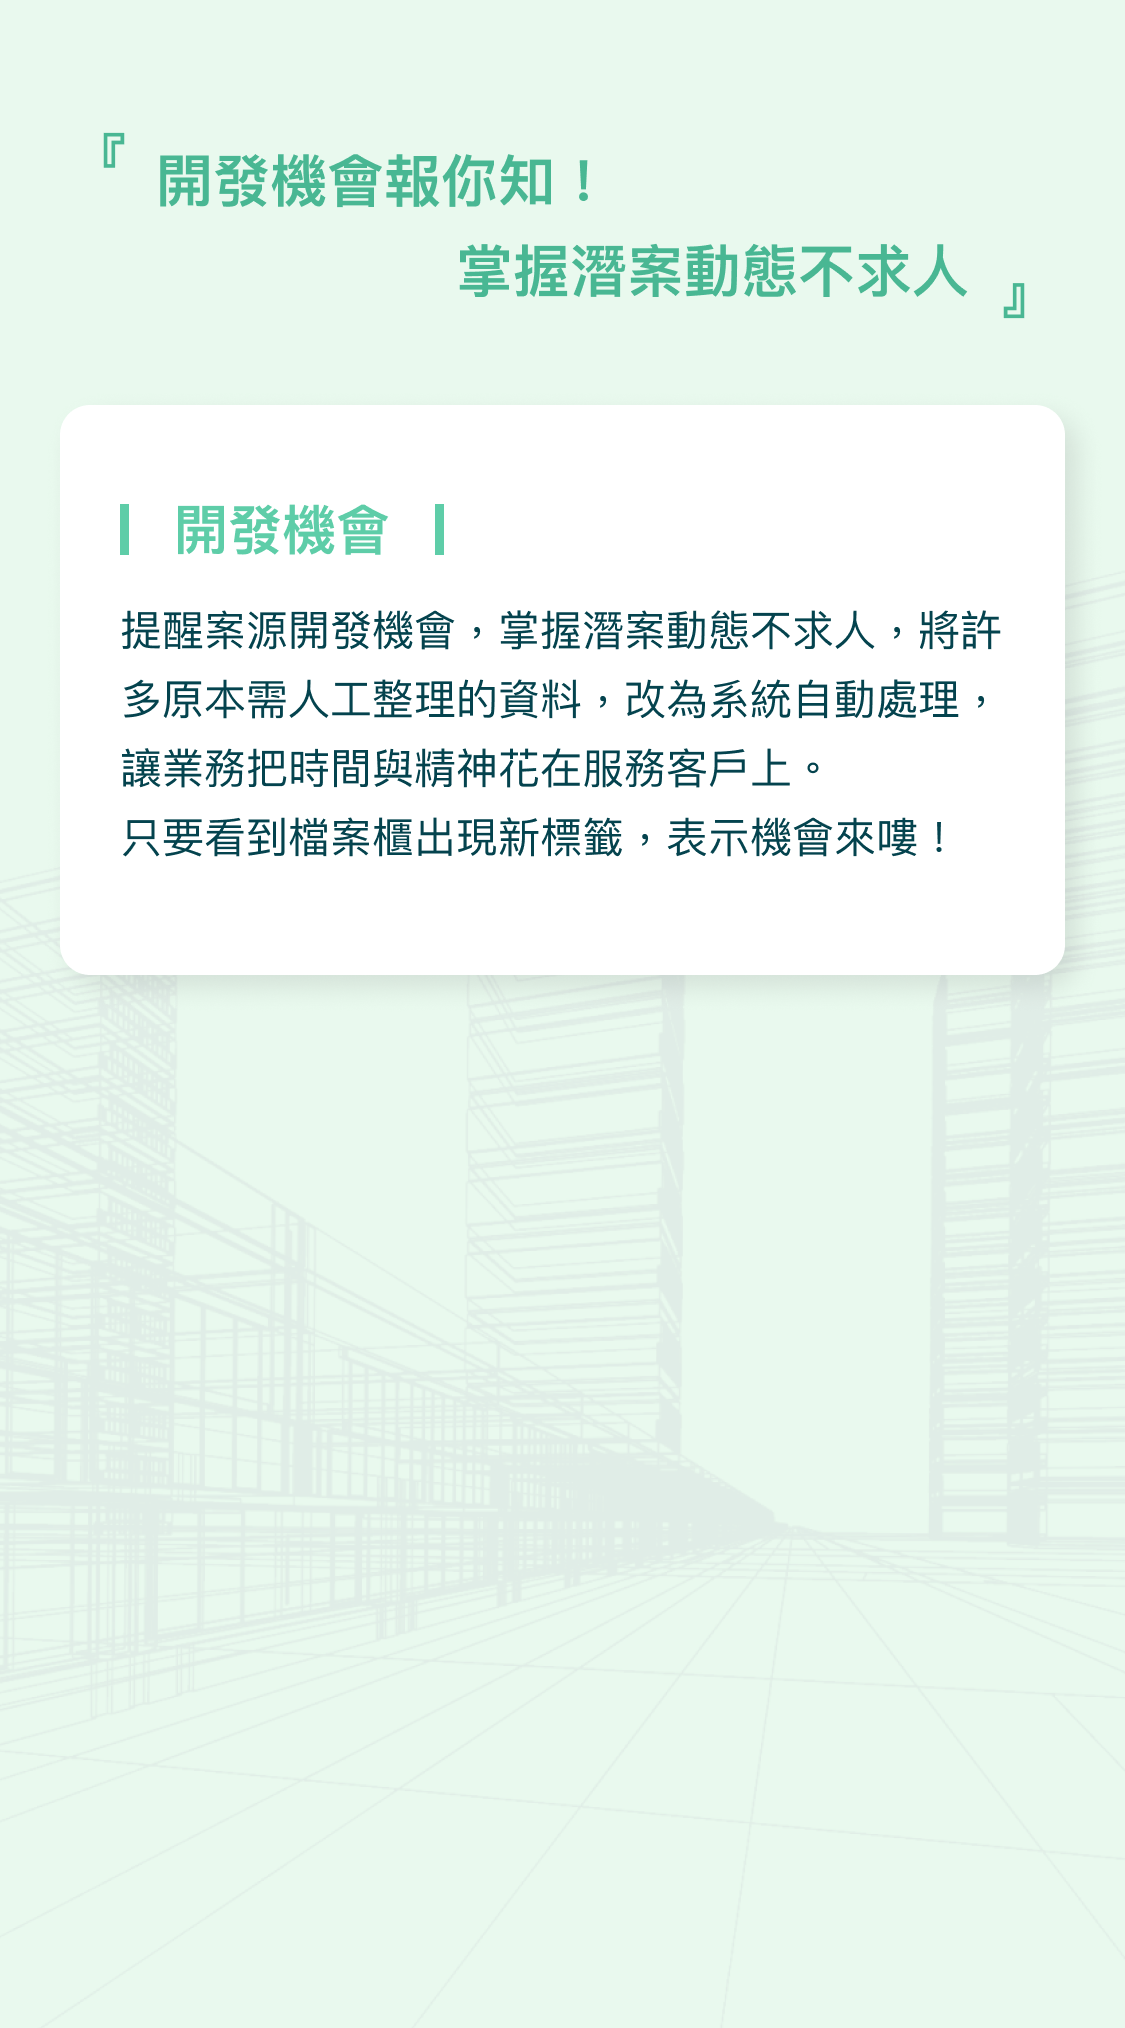 『 開發機會報你知！
掌握潛案動態不求人 』
開發機會
提醒案源開發機會，掌握潛案動態不求人，將許
多原本需人工整理的資料，改為系統自動處理，
讓業務把時間與精神花在服務客戶上。
只要看到檔案櫃出現新標籤，表示機會來嘍！